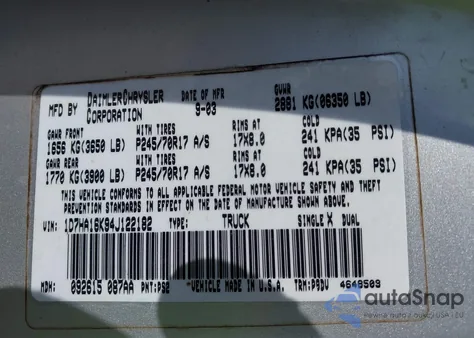 MFD BY DAIMLERCHRYSLER CORPORATION DATE OF MFR 9-03 GVWR 2881 KG(06350 LB)
GAWR FRONT WITH TIRES RIMS AT COLD
1656 KG(3650 LB) P245/70R17 A/S 17X8.0 241 KPA(35 PSI)
GAWR REAR WITH TIRES RIMS AT COLD
1770 KG(3900 LB) P245/70R17 A/S 17X8.0 241 KPA(35 PSI)
THIS VEHICLE CONFORMS TO ALL APPLICABLE FEDERAL MOTOR VEHICLE SAFETY AND THEFT
PREVENTION STANDARDS IN EFFECT ON THE DATE OF MANUFACTURE SHOWN ABOVE.
VIN: 1D7HA16K94J122182 TYPE: TRUCK SINGLE X DUAL
MDH: 092615 097AA PNT:PS2 -VEHICLE MADE IN U.S.A. TRM:P9DV 4648509
autoSnap